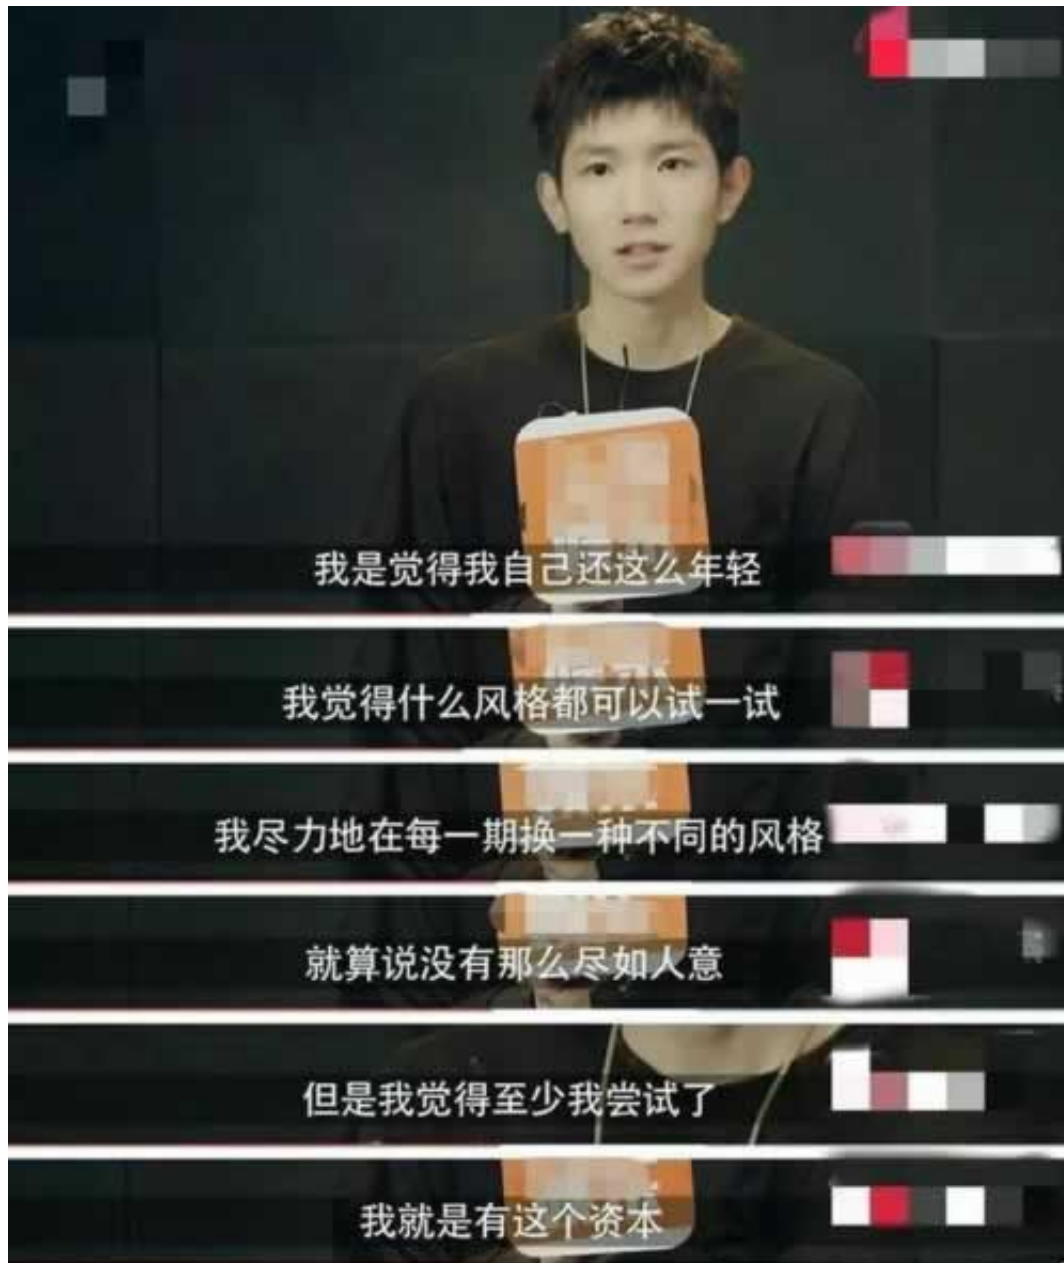 我是觉得我自己还这么年轻
我觉得什么风格都可以试一试
我尽力地在每一期换一种不同的风格
就算说没有那么尽如人意
但是我觉得至少我尝试了
我就是有这个资本